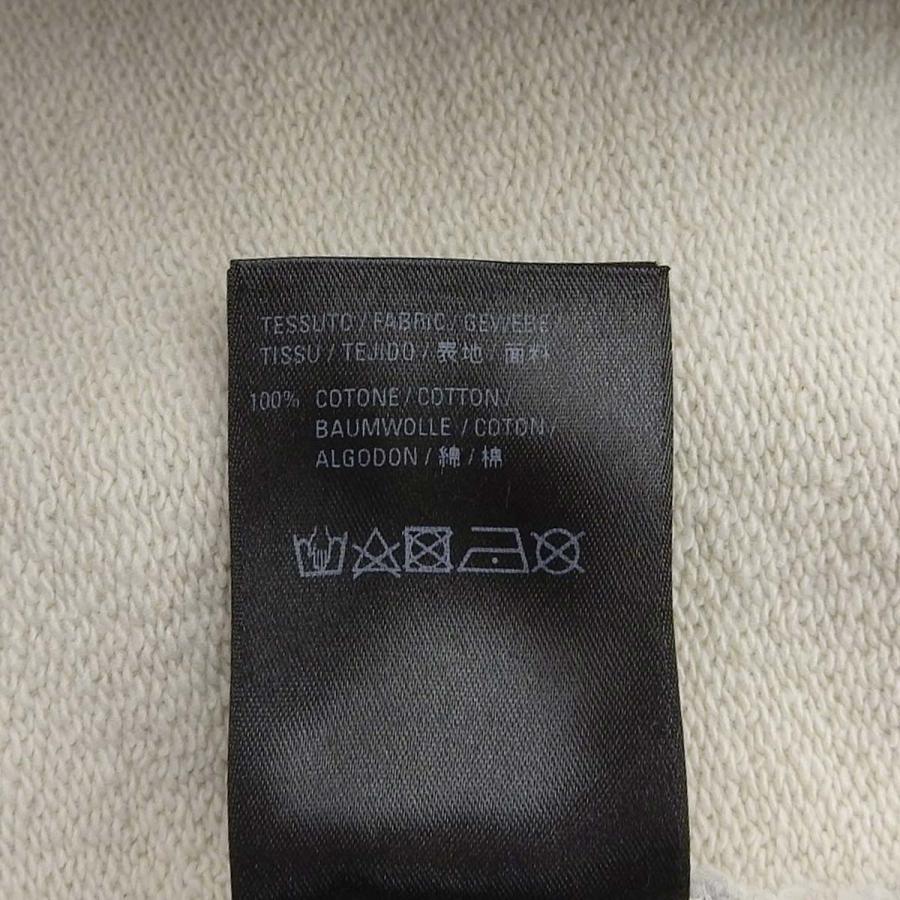 TESSUTO / FABRIC / GEWEBE
TISSU / TEJIDO / 表地 / 面料
100% COTONE / COTTON /
BAUMWOLLE / COTON /
ALGODON / 綿 / 棉